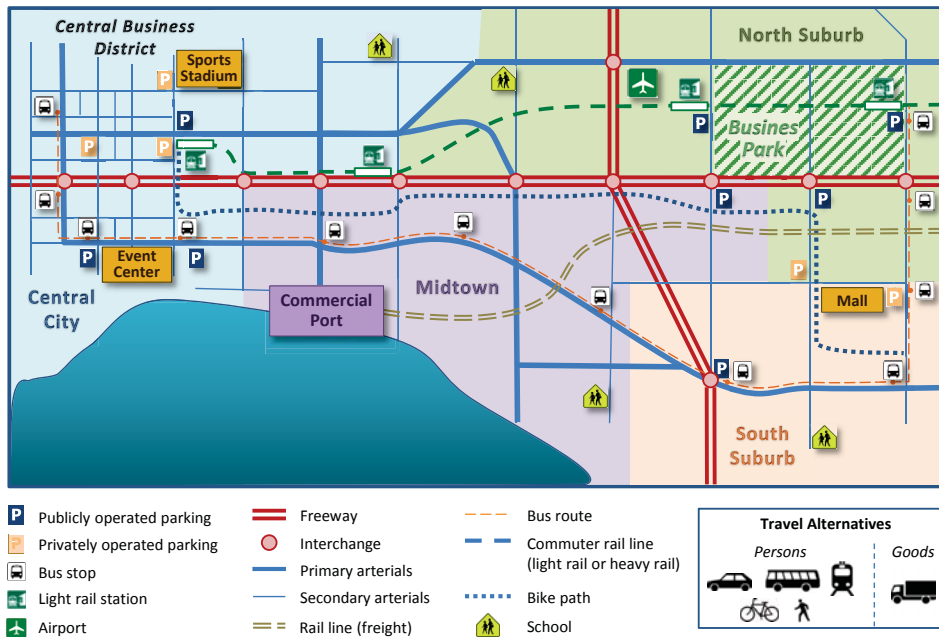 Central Business
District
Sports
Stadium
P
P
P
P
North Suburb
P
P
Busines
Park
P
P
P
P
Event
Center
Central
City
Commercial
Port
Midtown
P
Mall
P
P
South
Suburb
P Publicly operated parking
P Privately operated parking
Bus stop
Light rail station
Airport
Freeway
Interchange
Primary arterials
Secondary arterials
Rail line (freight)
Bus route
Commuter rail line
(light rail or heavy rail)
Bike path
School
Travel Alternatives
Persons
Goods